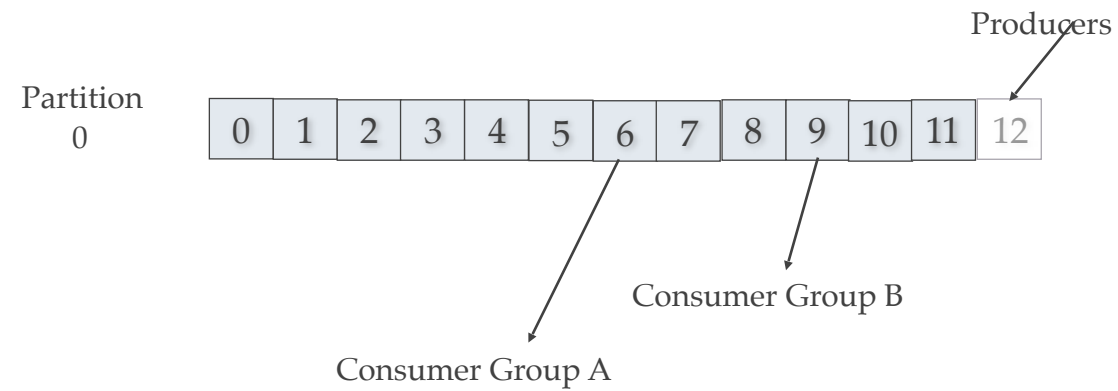 Producers
Partition
0
0 1 2 3 4 5 6 7 8 9 10 11 12
Consumer Group B
Consumer Group A